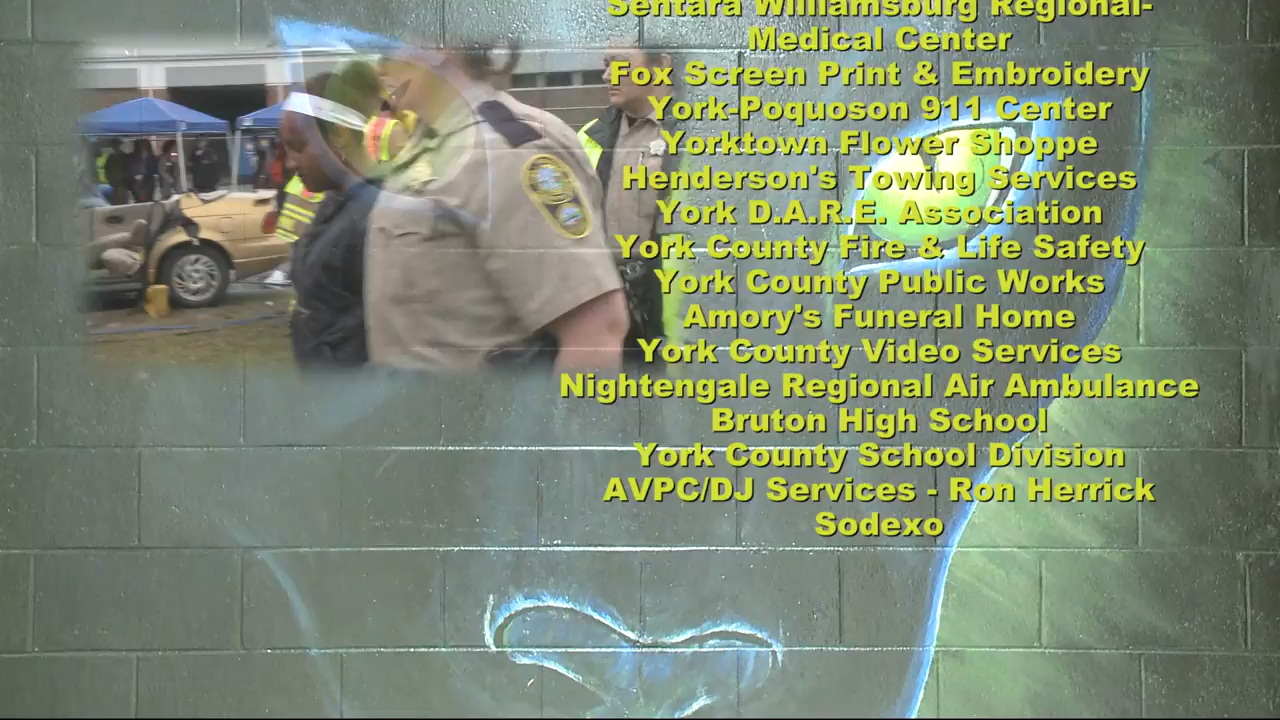 Sentara Williamsburg Regional-
Medical Center
Fox Screen Print & Embroidery
York-Poquoson 911 Center
Yorktown Flower Shoppe
Henderson's Towing Services
York D.A.R.E. Association
York County Fire & Life Safety
York County Public Works
Amory's Funeral Home
York County Video Services
Nightengale Regional Air Ambulance
Bruton High School
York County School Division
AVPC/DJ Services - Ron Herrick
Sodexo